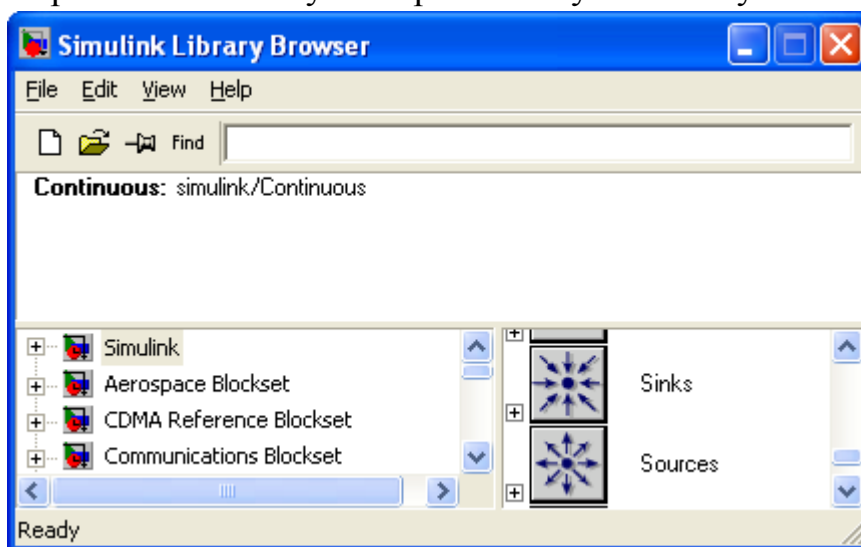 Simulink Library Browser
File Edit View Help
Find
Continuous: simulink/Continuous
Simulink
Aerospace Blockset
CDMA Reference Blockset
Communications Blockset
Sinks
Sources
Ready